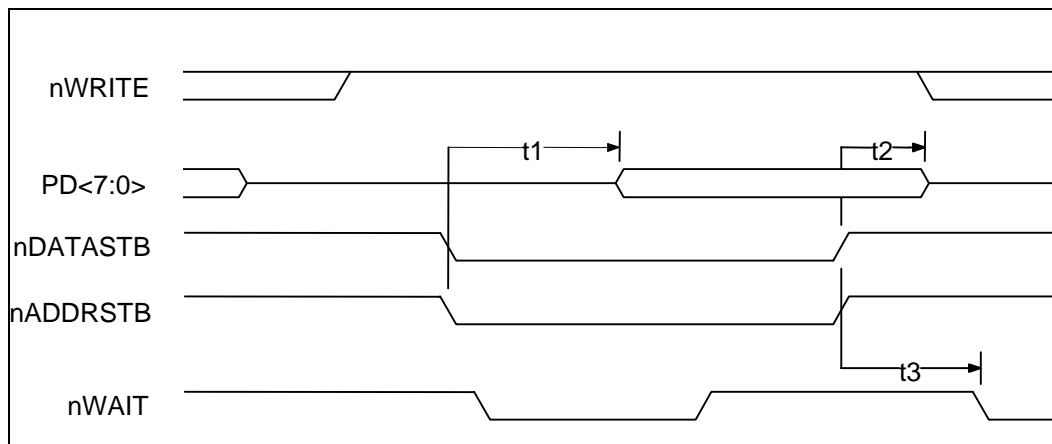 nWRITE
t1
t2
PD<7:0>
nDATASTB
nADDRSTB
t3
nWAIT